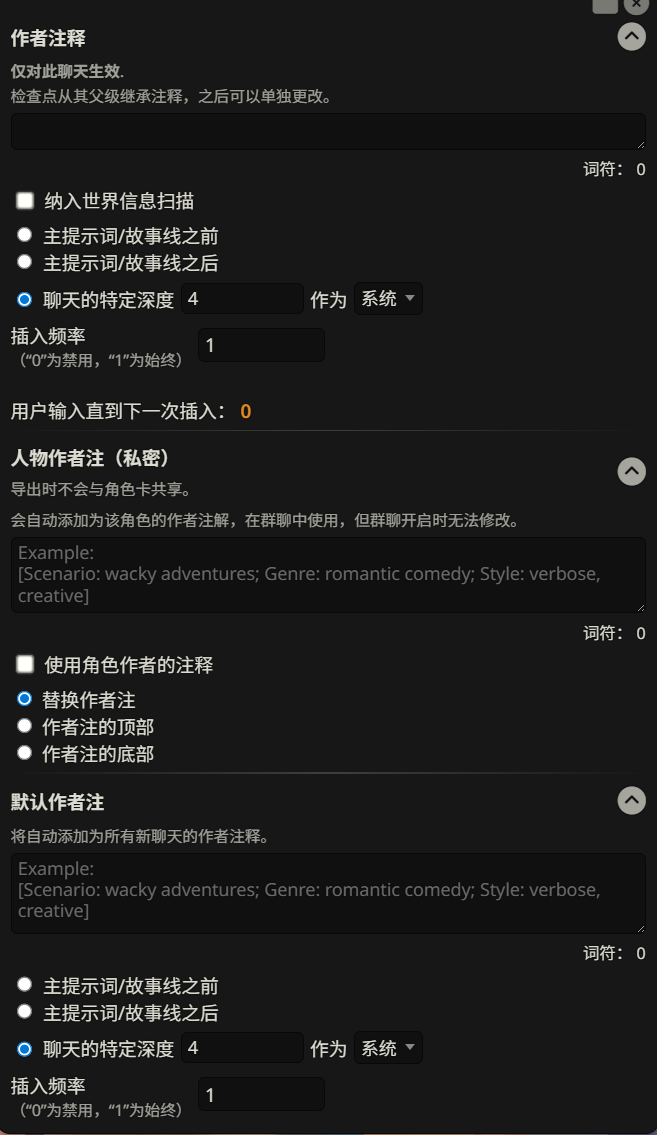 作者注释
仅对此聊天生效.
检查点从其父级继承注释，之后可以单独更改。
词符： 0
纳入世界信息扫描
主提示词/故事线之前
主提示词/故事线之后
聊天的特定深度 4 作为 系统
插入频率
（“0”为禁用，“1”为始终）
1
用户输入直到下一次插入： 0
人物作者注（私密）
导出时不会与角色卡共享。
会自动添加为该角色的作者注解，在群聊中使用，但群聊开启时无法修改。
Example:
[Scenario: wacky adventures; Genre: romantic comedy; Style: verbose,
creative]
词符： 0
使用角色作者的注释
替换作者注
作者注的顶部
作者注的底部
默认作者注
将自动添加为所有新聊天的作者注释。
Example:
[Scenario: wacky adventures; Genre: romantic comedy; Style: verbose,
creative]
词符： 0
主提示词/故事线之前
主提示词/故事线之后
聊天的特定深度 4 作为 系统
插入频率
（“0”为禁用，“1”为始终）
1